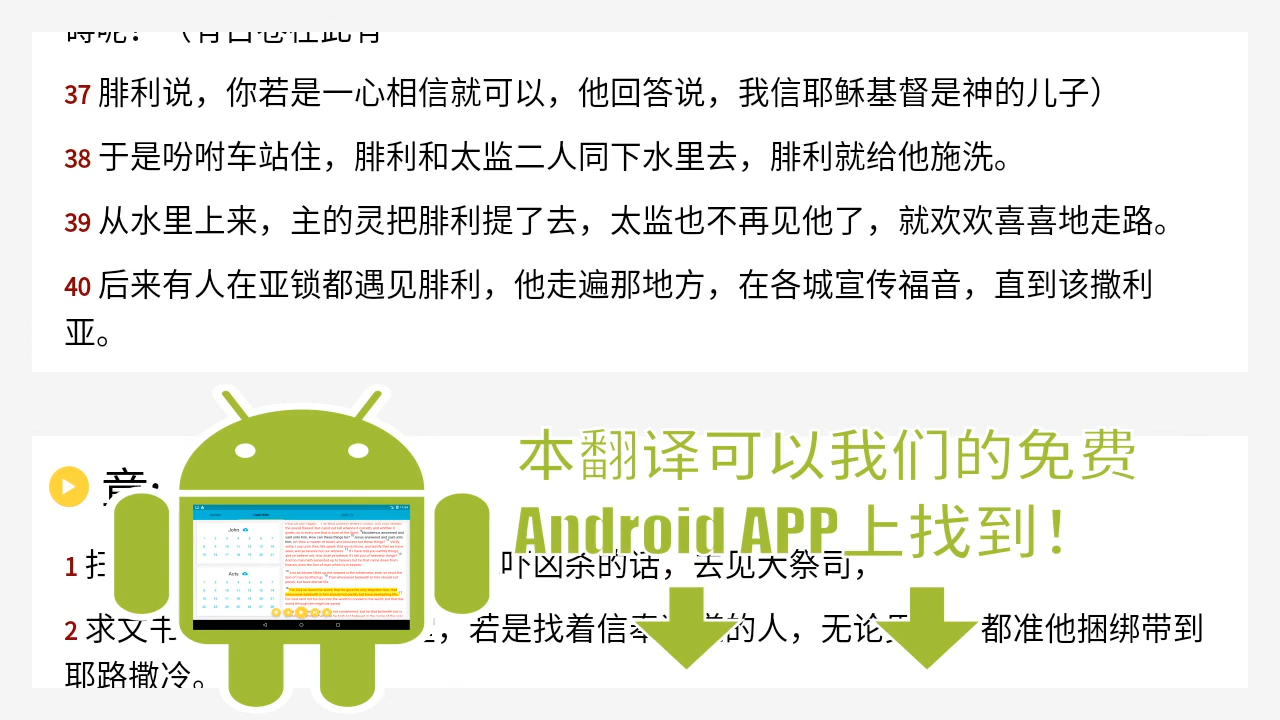 37 腓利说，你若是一心相信就可以，他回答说，我信耶稣基督是神的儿子）
38 于是吩咐车站住，腓利和太监二人同下水里去，腓利就给他施洗。
39 从水里上来，主的灵把腓利提了去，太监也不再见他了，就欢欢喜喜地走路。
40 后来有人在亚锁都遇见腓利，他走遍那地方，在各城宣传福音，直到该撒利
亚。
本翻译可以我们的免费
Android APP上找到！
1 扫
吓凶杀的话，去见大祭司，
2 求文书
，若是找着信奉
的人，无论
都准他捆绑带到
耶路撒冷。